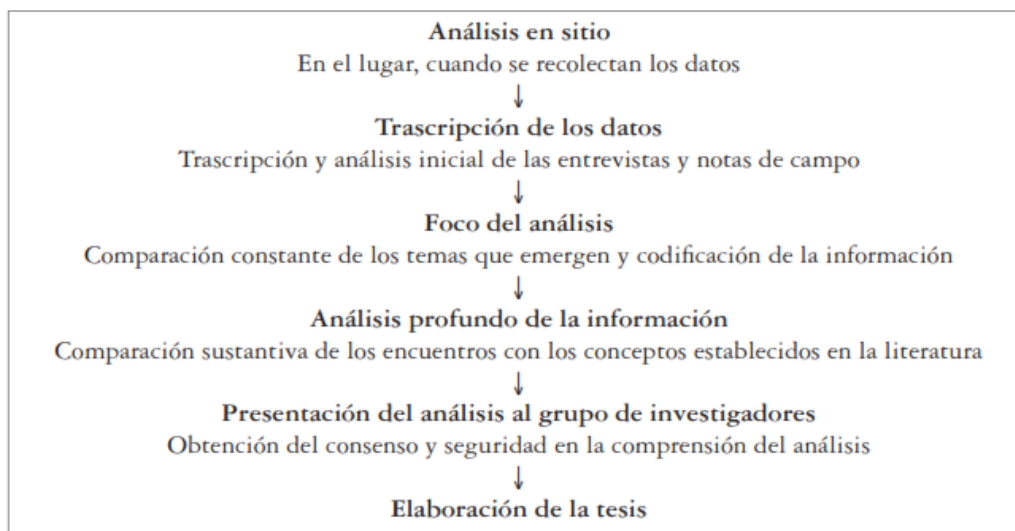 Análisis en sitio
En el lugar, cuando se recolectan los datos
↓
Trascripción de los datos
Trascripción y análisis inicial de las entrevistas y notas de campo
↓
Foco del análisis
Comparación constante de los temas que emergen y codificación de la información
↓
Análisis profundo de la información
Comparación sustantiva de los encuentros con los conceptos establecidos en la literatura
↓
Presentación del análisis al grupo de investigadores
Obtención del consenso y seguridad en la comprensión del análisis
↓
Elaboración de la tesis